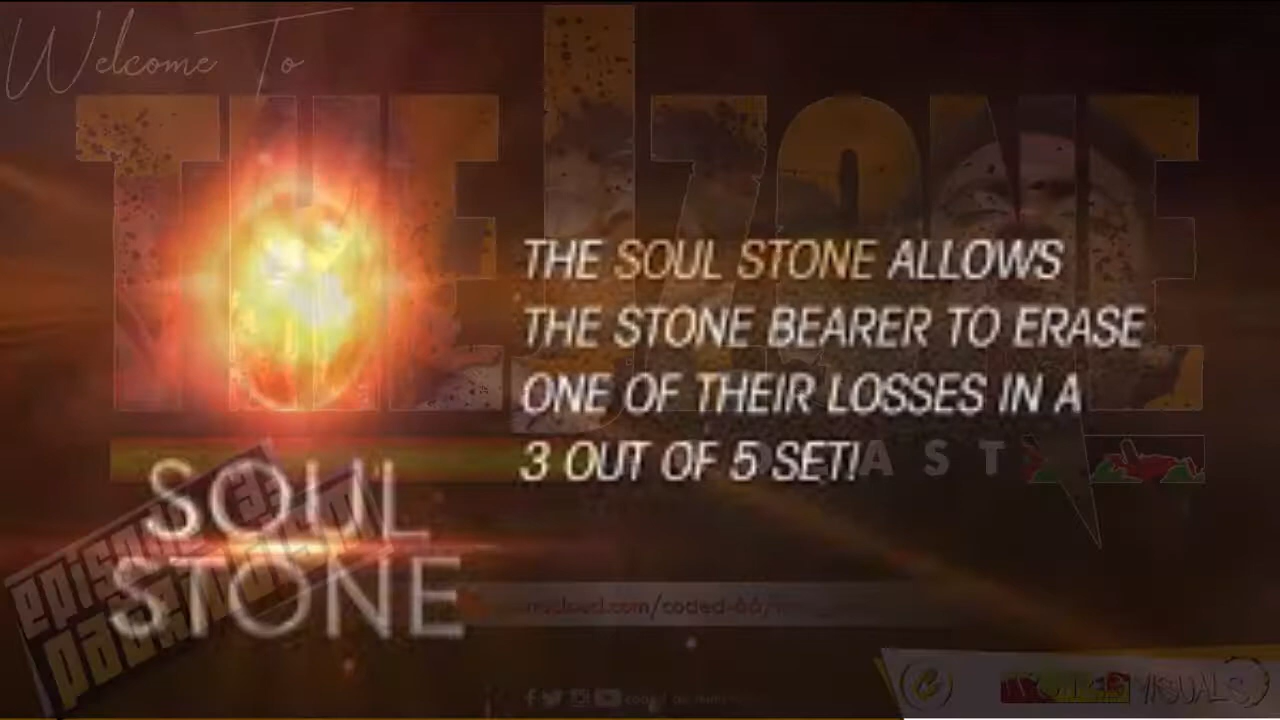 Welcome To
THE ZONE
THE SOUL STONE ALLOWS
THE STONE BEARER TO ERASE
ONE OF THEIR LOSSES IN A
3 OUT OF 5 SET!
SOUL
STONE